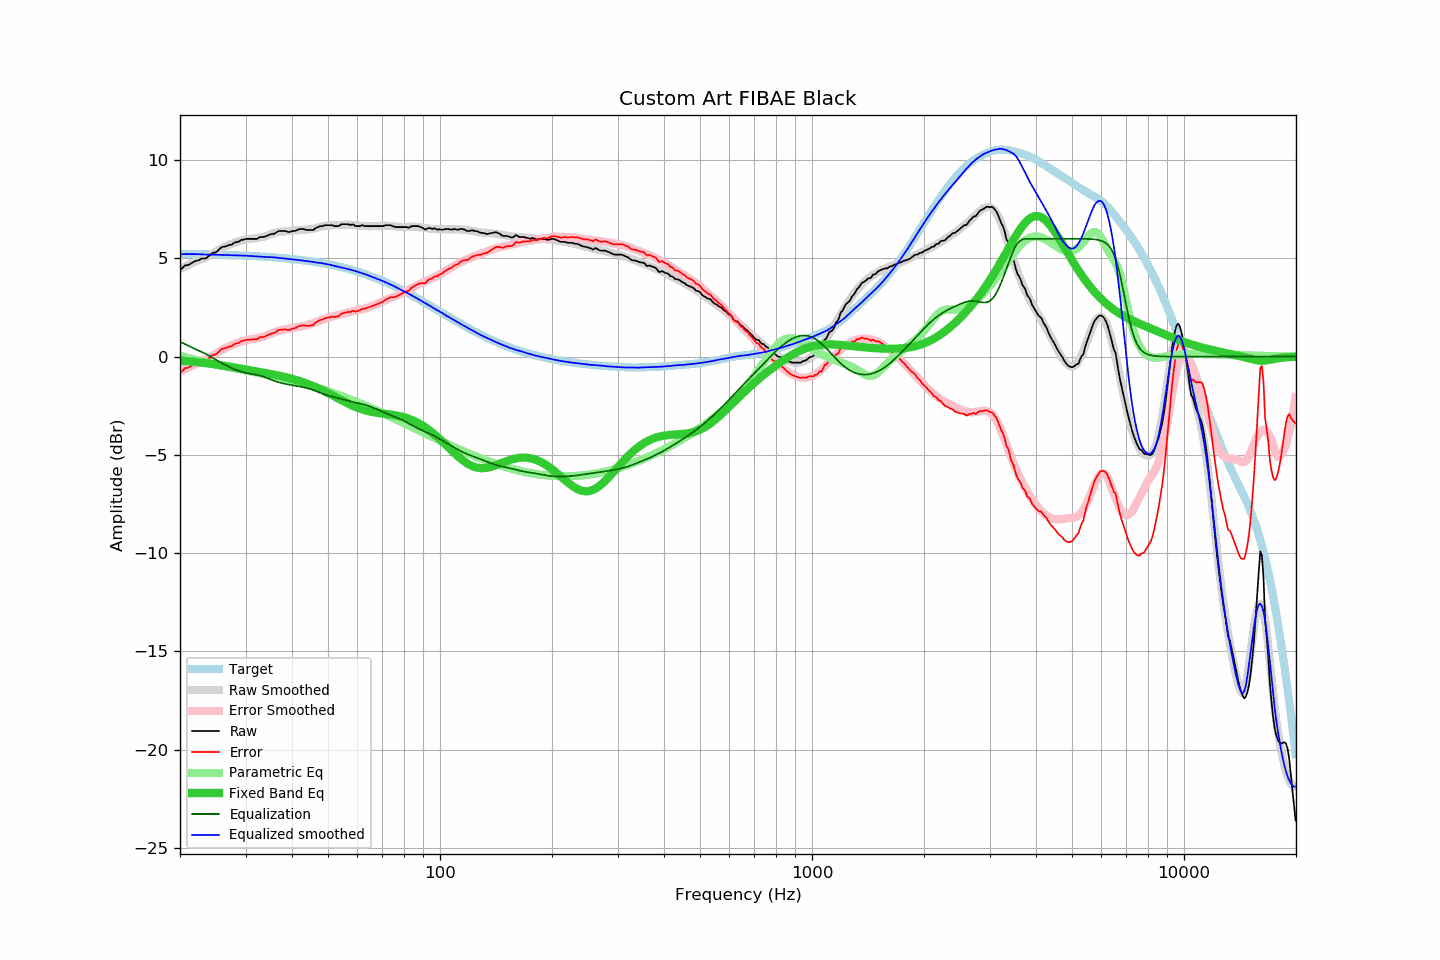 Custom Art FIBAE Black
10
5
0
−5
−10
−15
−20
−25
Amplitude (dBr)
Target
Raw Smoothed
Error Smoothed
Raw
Error
Parametric Eq
Fixed Band Eq
Equalization
Equalized smoothed
100 1000 10000
Frequency (Hz)